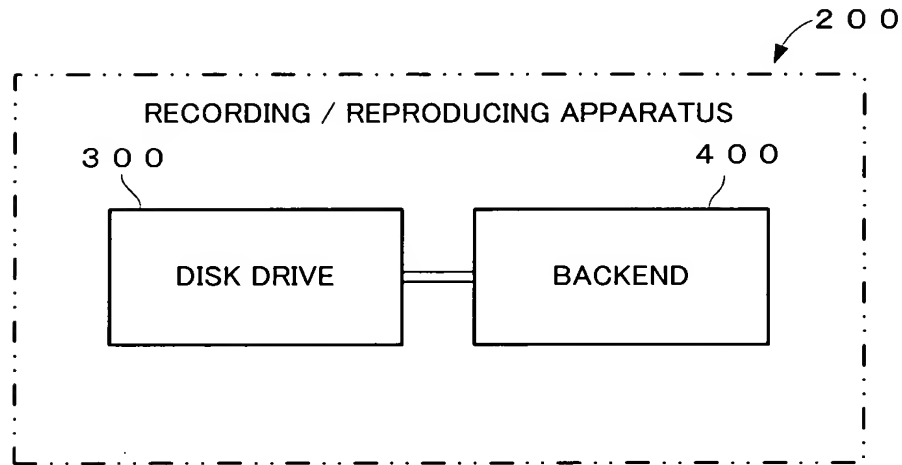 200
RECORDING / REPRODUCING APPARATUS
300
400
DISK DRIVE
BACKEND